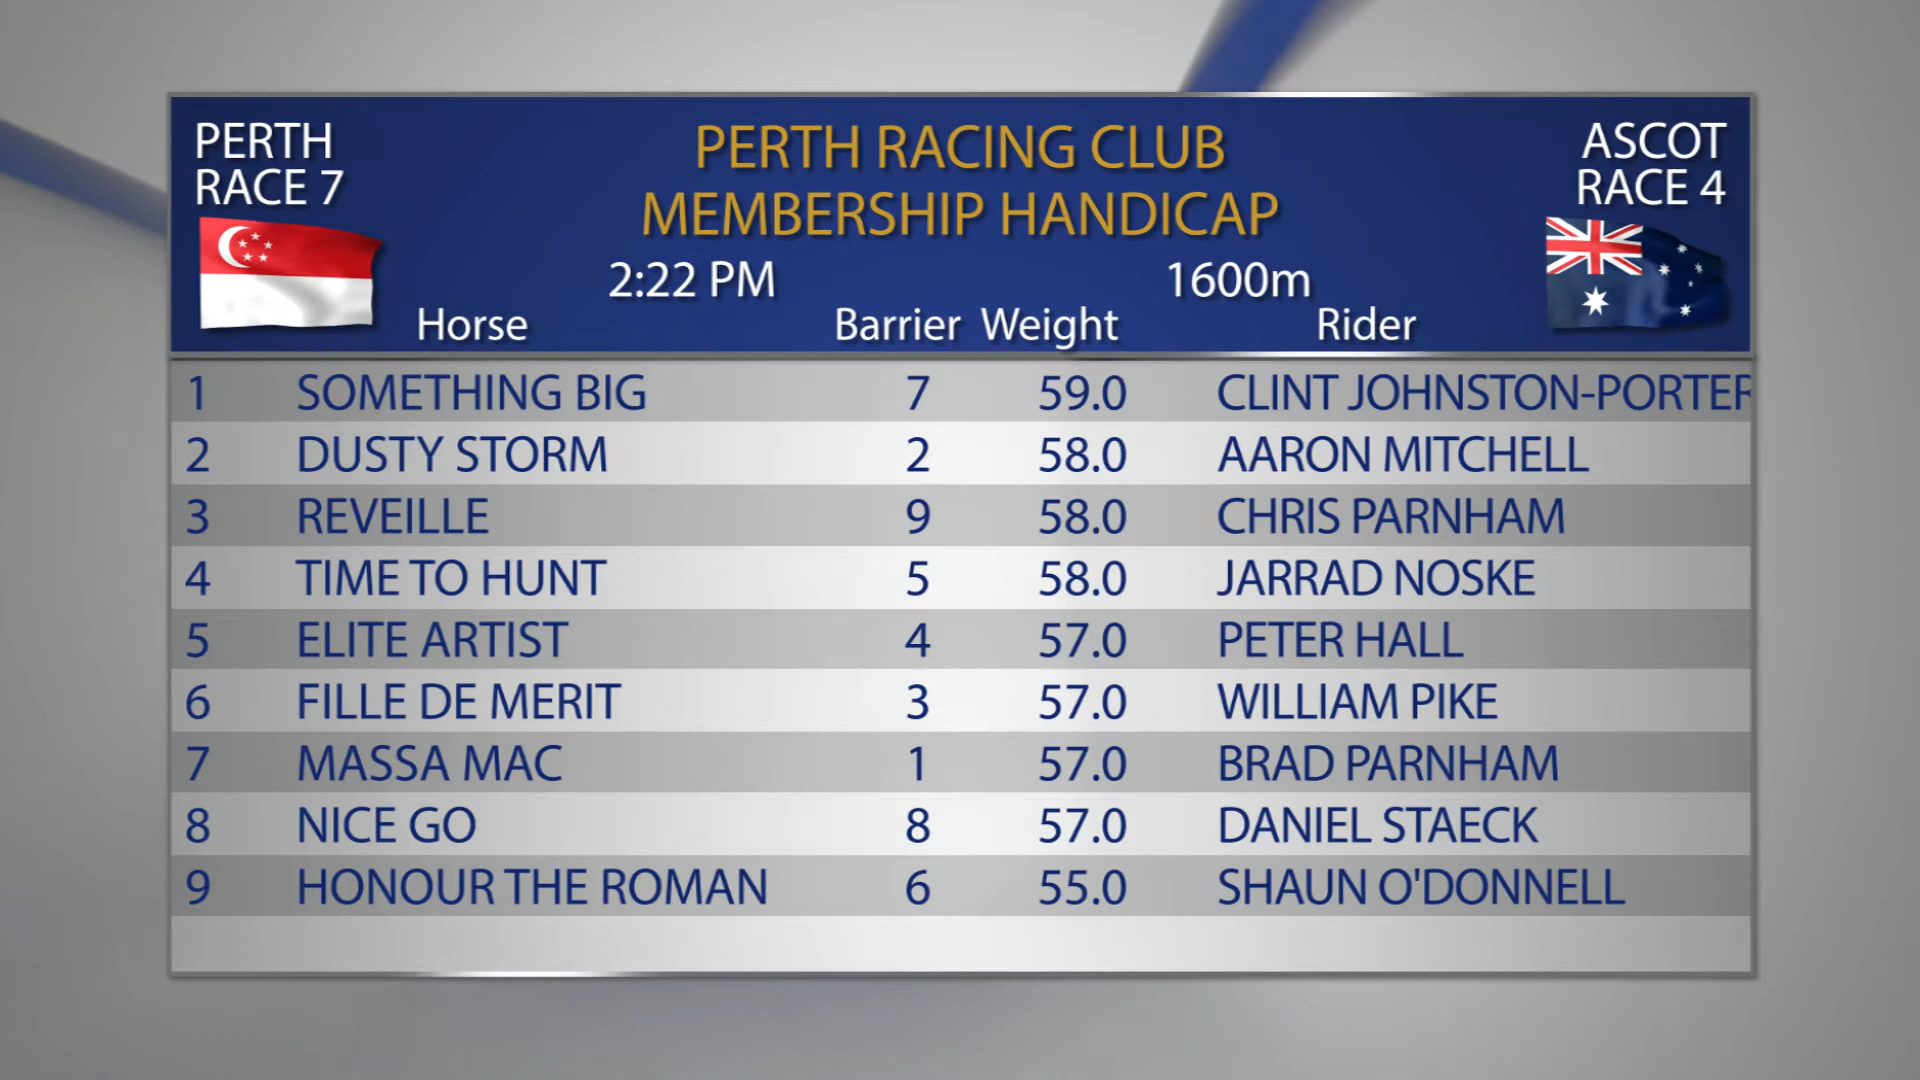 PERTH
RACE 7
PERTH RACING CLUB
MEMBERSHIP HANDICAP
ASCOT
RACE 4
2:22 PM 1600m
Horse Barrier Weight Rider
1 SOMETHING BIG 7 59.0 CLINT JOHNSTON-PORTER
2 DUSTY STORM 2 58.0 AARON MITCHELL
3 REVEILLE 9 58.0 CHRIS PARNHAM
4 TIME TO HUNT 5 58.0 JARRAD NOSKE
5 ELITE ARTIST 4 57.0 PETER HALL
6 FILLE DE MERIT 3 57.0 WILLIAM PIKE
7 MASSA MAC 1 57.0 BRAD PARNHAM
8 NICE GO 8 57.0 DANIEL STAECK
9 HONOUR THE ROMAN 6 55.0 SHAUN O'DONNELL